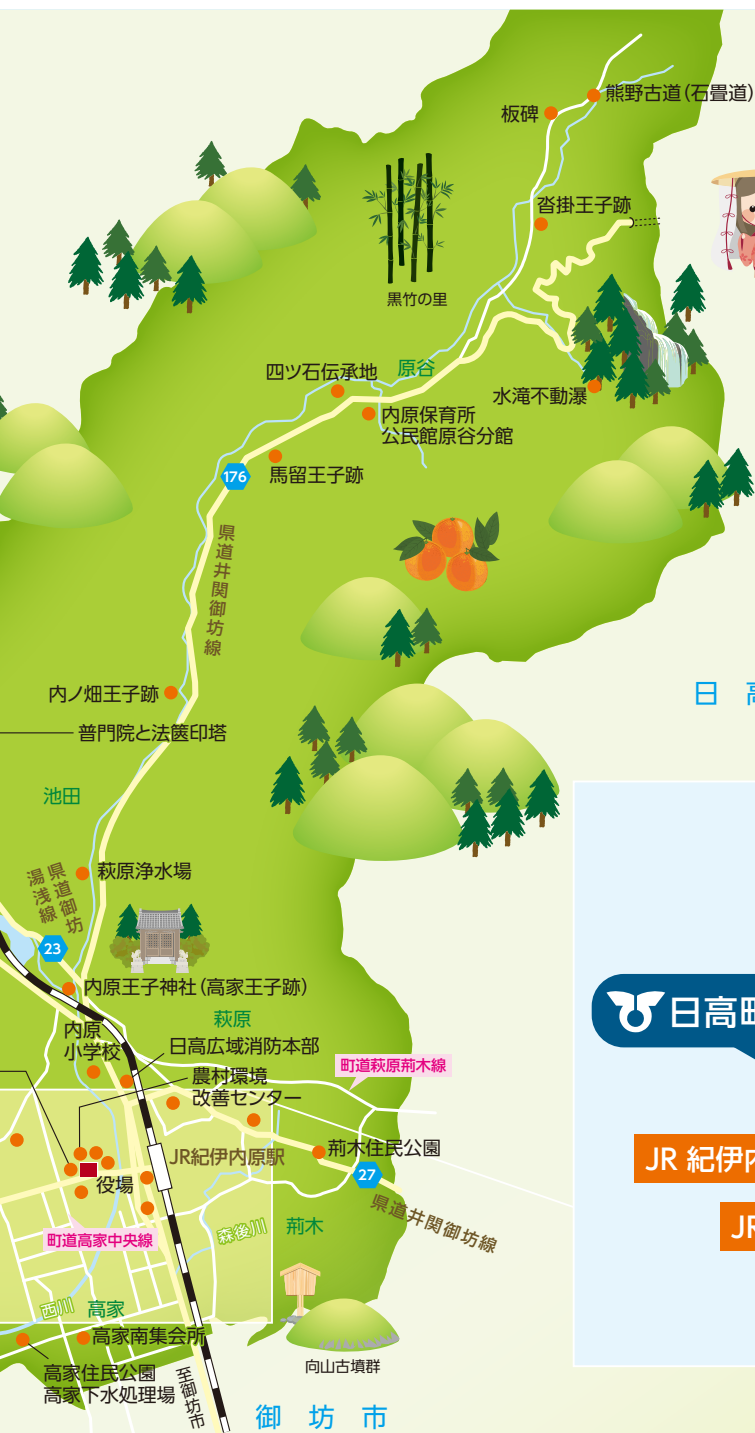 熊野古道(石畳道)
板碑
沓掛王子跡
黒竹の里
四ツ石伝承地
原谷
水滝不動瀑
内原保育所
公民館原谷分館
馬留王子跡
176
県道井関御坊線
内ノ畑王子跡
日高
普門院と法篋印塔
池田
萩原浄水場
県道御坊
湯浅線
23
内原王子神社(高家王子跡)
日高町
萩原
内原
小学校
日高広域消防本部
町道萩原荊木線
農村環境
改善センター
荊木住民公園
JR紀伊内原駅
JR 紀伊内
27
役場
県道井関御坊線
JR
荊木
森後川
町道高家中央線
西川
高家
高家南集会所
向山古墳群
高家住民公園
高家下水処理場
至御坊市
御坊市